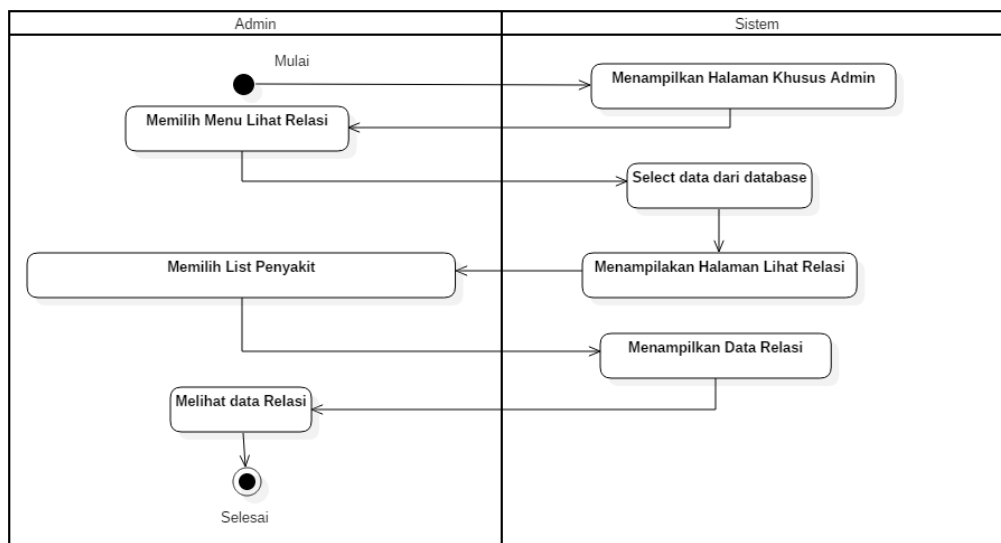 Admin
Sistem
Mulai
Menampilkan Halaman Khusus Admin
Memilih Menu Lihat Relasi
Select data dari database
Memilih List Penyakit
Menampilakan Halaman Lihat Relasi
Menampilkan Data Relasi
Melihat data Relasi
Selesai